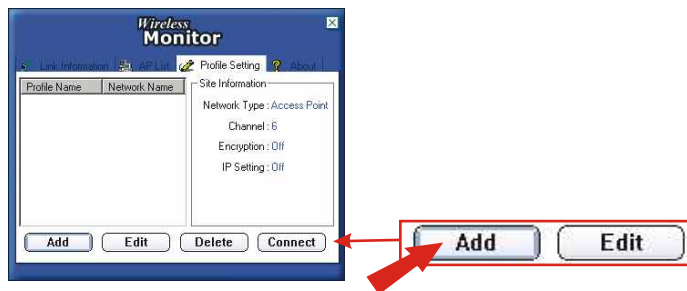 Wireless
Monitor
Link Information AP List Profile Setting ? About
Profile Name Network Name
Site Information
Network Type : Access Point
Channel : 6
Encryption : Off
IP Setting : Off
Add Edit Delete Connect
Add Edit